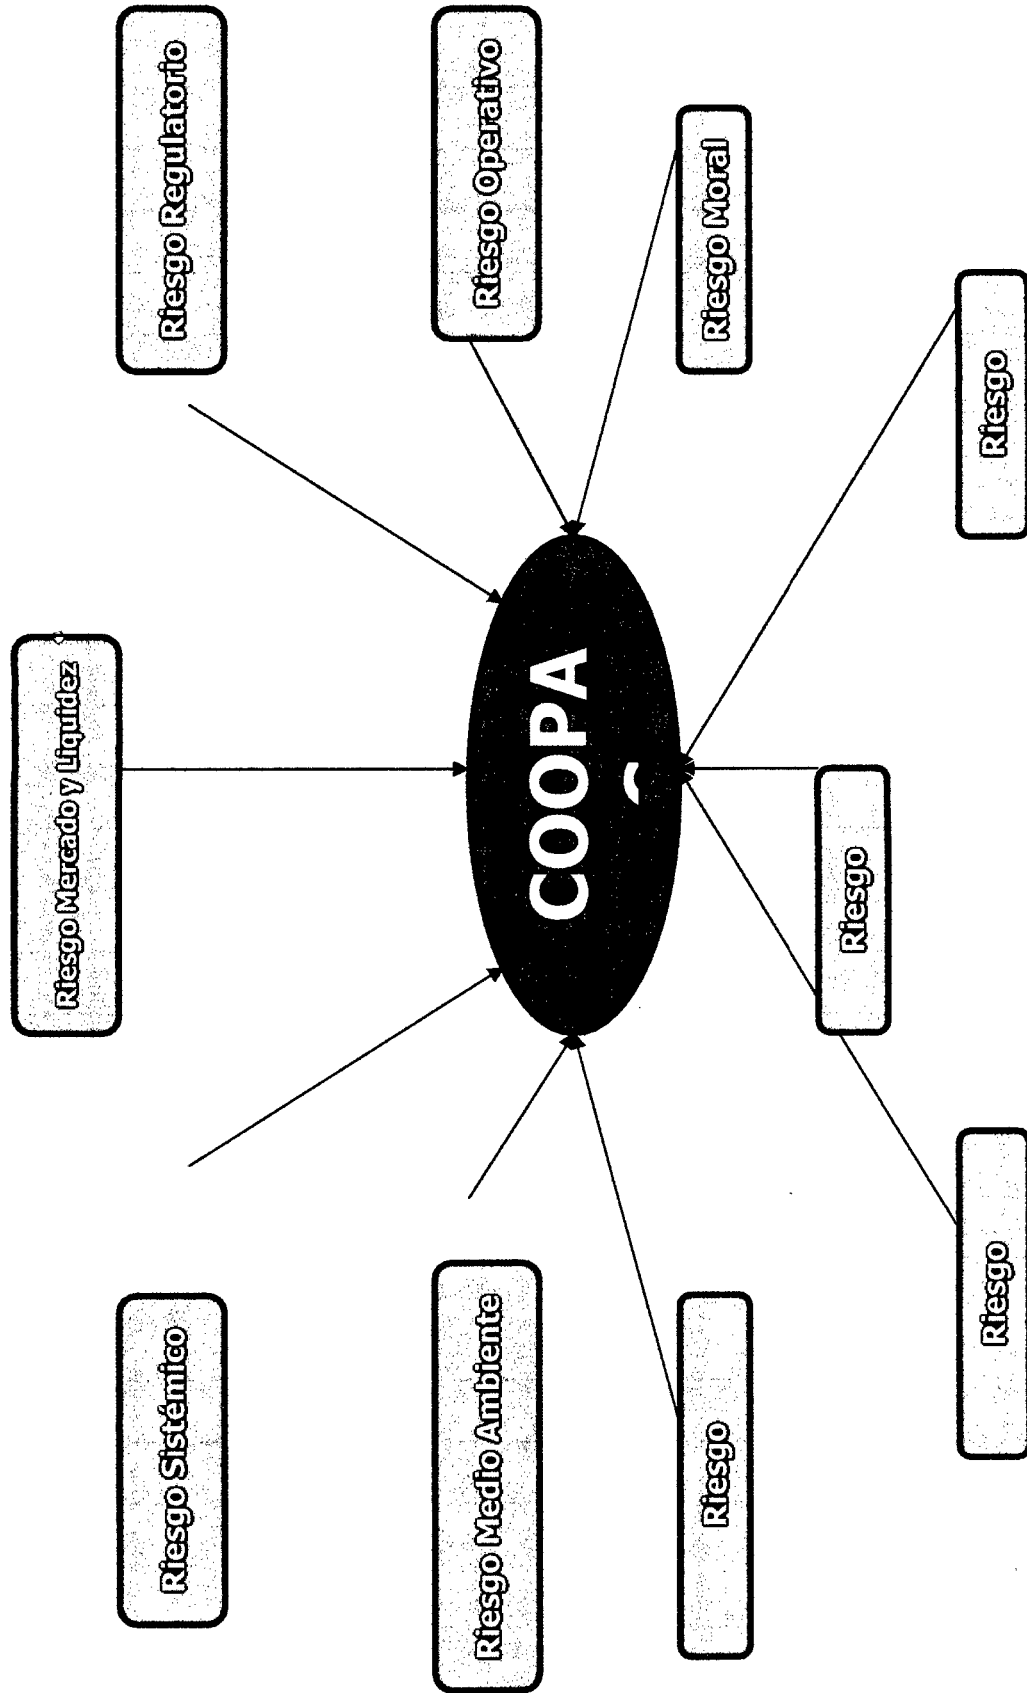 Riesgo Mercado y Liquidez
Riesgo Sistémico
Riesgo Regulatorio
Riesgo Medio Ambiente
Riesgo Operativo
COOPA
Riesgo
Riesgo Moral
Riesgo
Riesgo
Riesgo